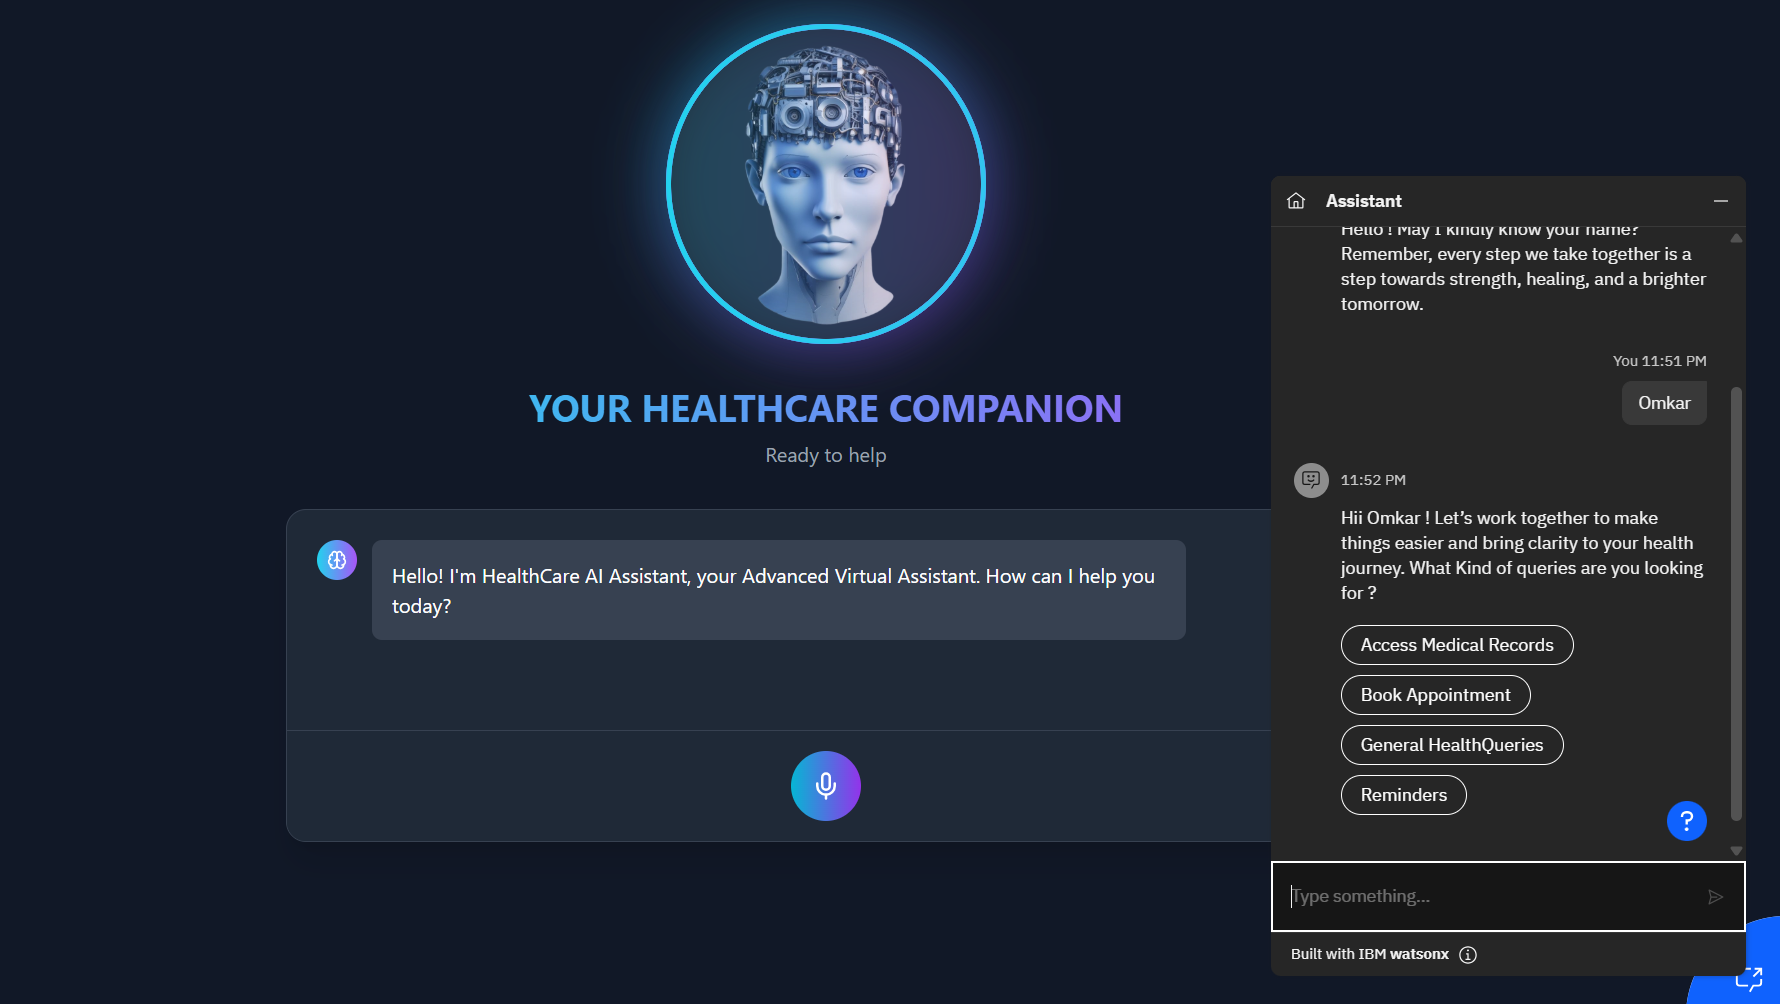 YOUR HEALTHCARE COMPANION
Ready to help
Hello! I'm HealthCare AI Assistant, your Advanced Virtual Assistant. How can I help you
today?
Assistant
Hello ! May I kindly know your name?
Remember, every step we take together is a
step towards strength, healing, and a brighter
tomorrow.
You 11:51 PM
Omkar
11:52 PM
Hii Omkar ! Let’s work together to make
things easier and bring clarity to your health
journey. What Kind of queries are you looking
for ?
Access Medical Records
Book Appointment
General HealthQueries
Reminders
?
Type something...
Built with IBM watsonx